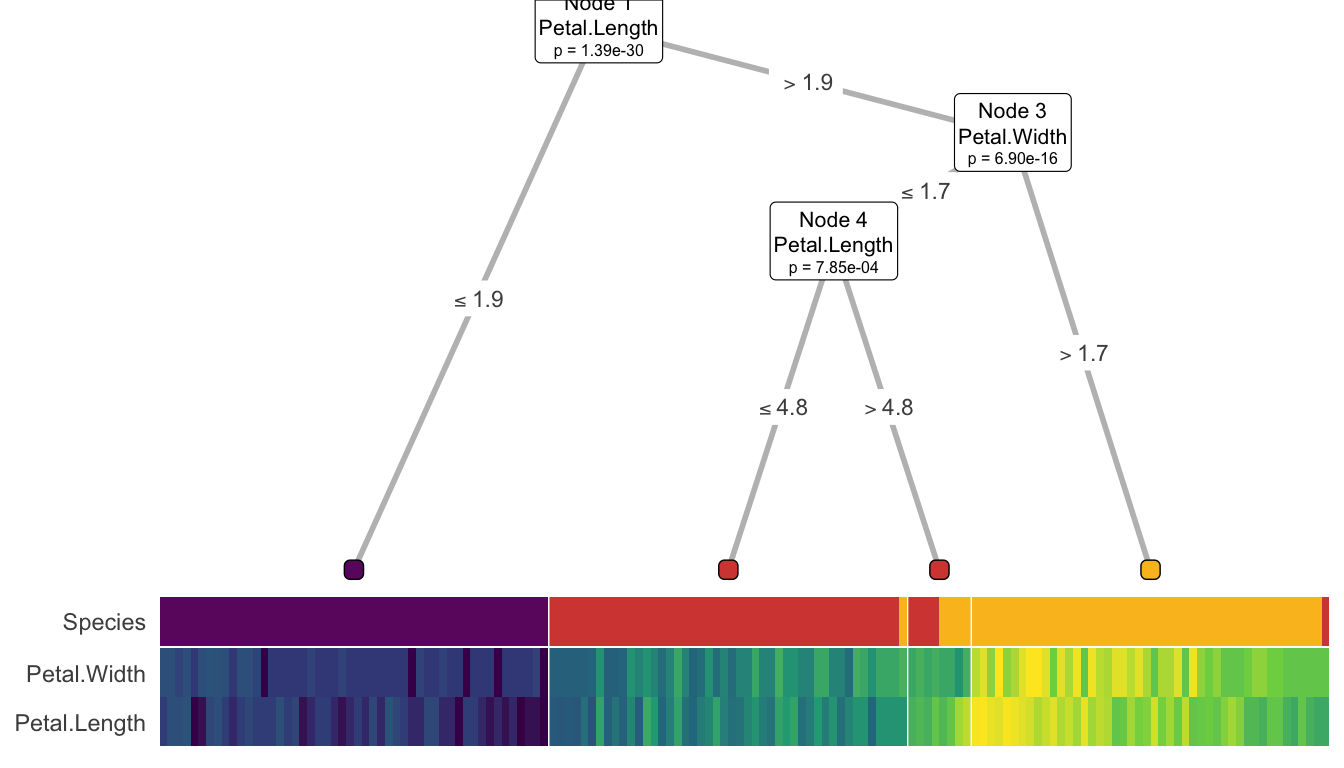 Node 1
Petal.Length
p = 1.39e-30
> 1.9
Node 3
Petal.Width
p = 6.90e-16
≤ 1.7
Node 4
Petal.Length
p = 7.85e-04
≤ 1.9
> 1.7
≤ 4.8
> 4.8
Species
Petal.Width
Petal.Length